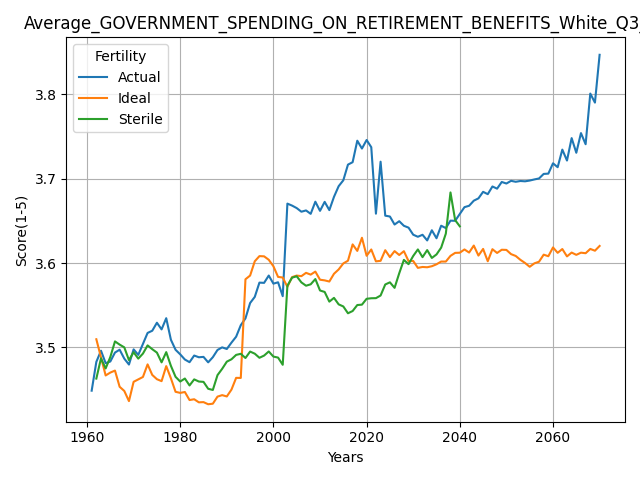 Average_GOVERNMENT_SPENDING_ON_RETIREMENT_BENEFITS_White_Q3_
Fertility
Actual
Ideal
Sterile
Score(1-5)
3.8
3.7
3.6
3.5
1960 1980 2000 2020 2040 2060
Years